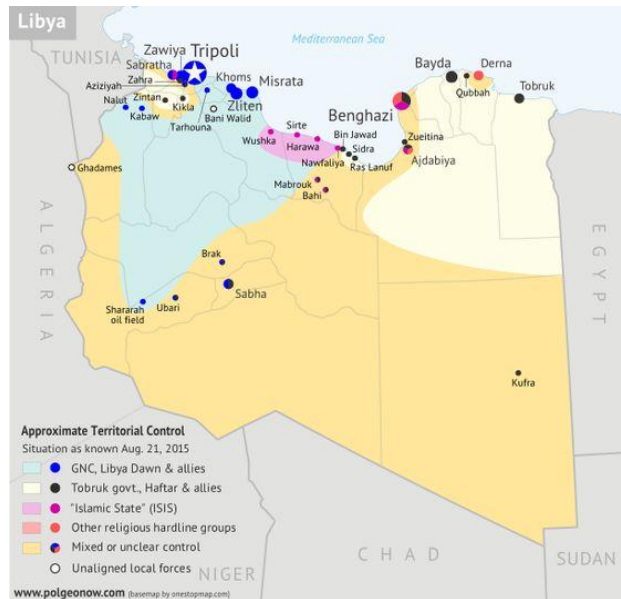 Libya
TUNISIA
Mediterranean Sea
Zawiya
Tripoli
Sabratha
Zahra
Khoms
Misrata
Aziziyah
Zintan
Nalut
Kikla
Zliten
Kabaw
Tarhouna
Bani Walid
Bayda
Derna
Qubbah
Tobruk
Benghazi
Sirte
Bin Jawad
Zueitina
Wushka
Harawa
Sidra
Ajdabiya
Nawfaliya
Ras Lanuf
Ghadames
Mabrouk
Bahi
ALGERIA
EGYPT
Brak
Sabha
Shararah
oil field
Ubari
Kufra
Approximate Territorial Control
Situation as known Aug. 21, 2015
GNC, Libya Dawn & allies
Tobruk govt., Haftar & allies
"Islamic State" (ISIS)
Other religious hardline groups
Mixed or unclear control
Unaligned local forces
NIGER
CHAD
SUDAN
www.polgeonow.com (basemap by onestopmap.com)